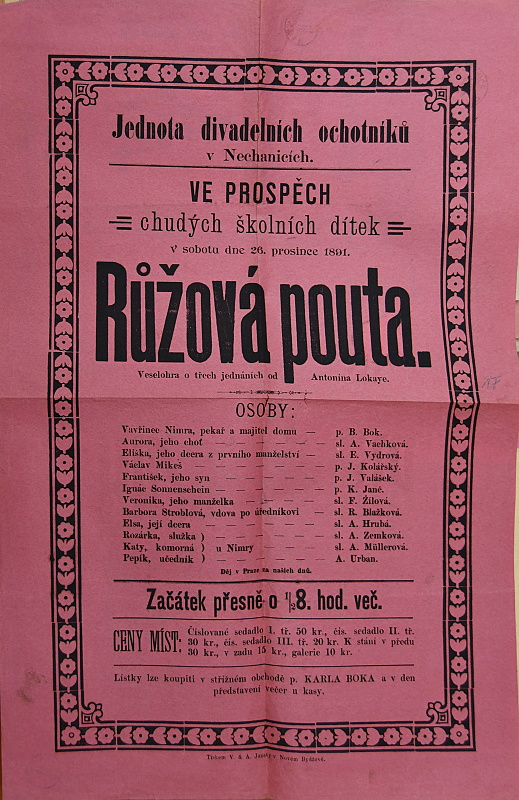 Jednota divadelních ochotníků
v Nechanicích.
VE PROSPĚCH
chudých školních dítek
v sobotu dne 26. prosince 1891.
Růžová pouta.
Veselohra o třech jednáních od Antonína Lokaye.
OSOBY:
Vavřinec Nimra, pekař a majitel domu — p. B. Bok.
Aurora, jeho choť — — — — — — sl. A. Vachková.
Eliška, jeho dcera z prvního manželství — sl. E. Vydrová.
Václav Mikeš — — — — — — p. J. Kolářský.
František, jeho syn — — — — — p. J. Valášek.
Ignác Sonnenschein — — — — — p. K. Jané.
Veronika, jeho manželka — — — — sl. F. Žilová.
Barbora Stroblová, vdova po úředníkovi — sl. R. Blažková.
Elsa, její dcera — — — — — — sl. A. Hrubá.
Rozárka, služka ) — — — — — sl. A. Zemková.
Katy, komorná ) u Nimry — — — — sl. A. Müllerová.
Pepík, učedník ) — — — — — A. Urban.
Děj v Praze za našich dnů.
Začátek přesně o 1/2 8. hod. več.
CENY MÍST: Číslované sedadlo I. tř. 50 kr., čís. sedadlo II. tř.
30 kr., čís. sedadlo III. tř. 20 kr. K stání v předu
30 kr., v zadu 15 kr., galerie 10 kr.
Lístky lze koupiti v střižném obchodě p. KARLA BOKA a v den
představení večer u kasy.
Tiskem V. & A. v Novém Bydžově.